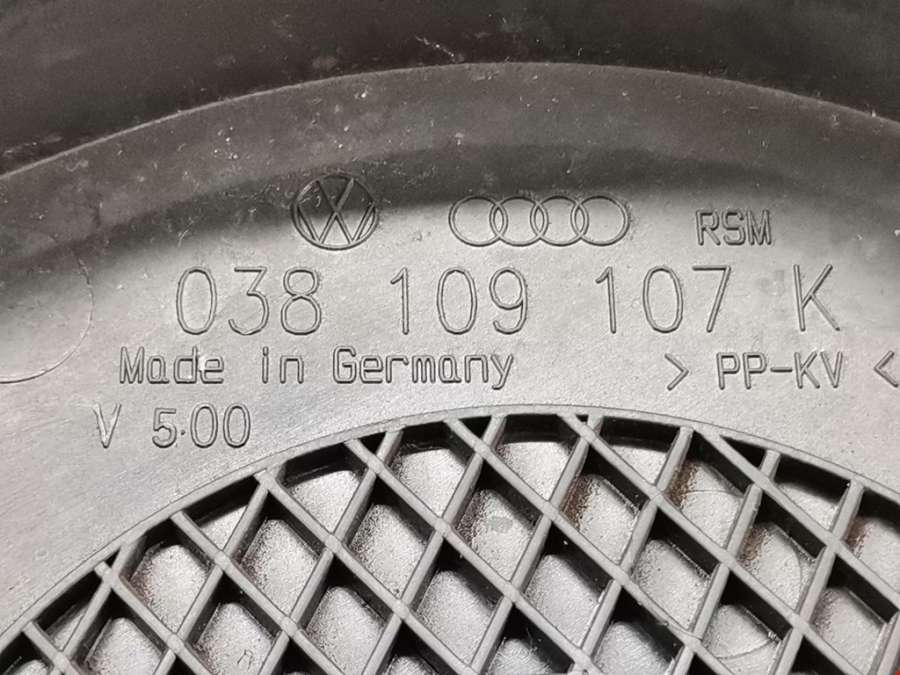 RSM
038 109 107 K
Made in Germany > PP-KV <
V 5.00